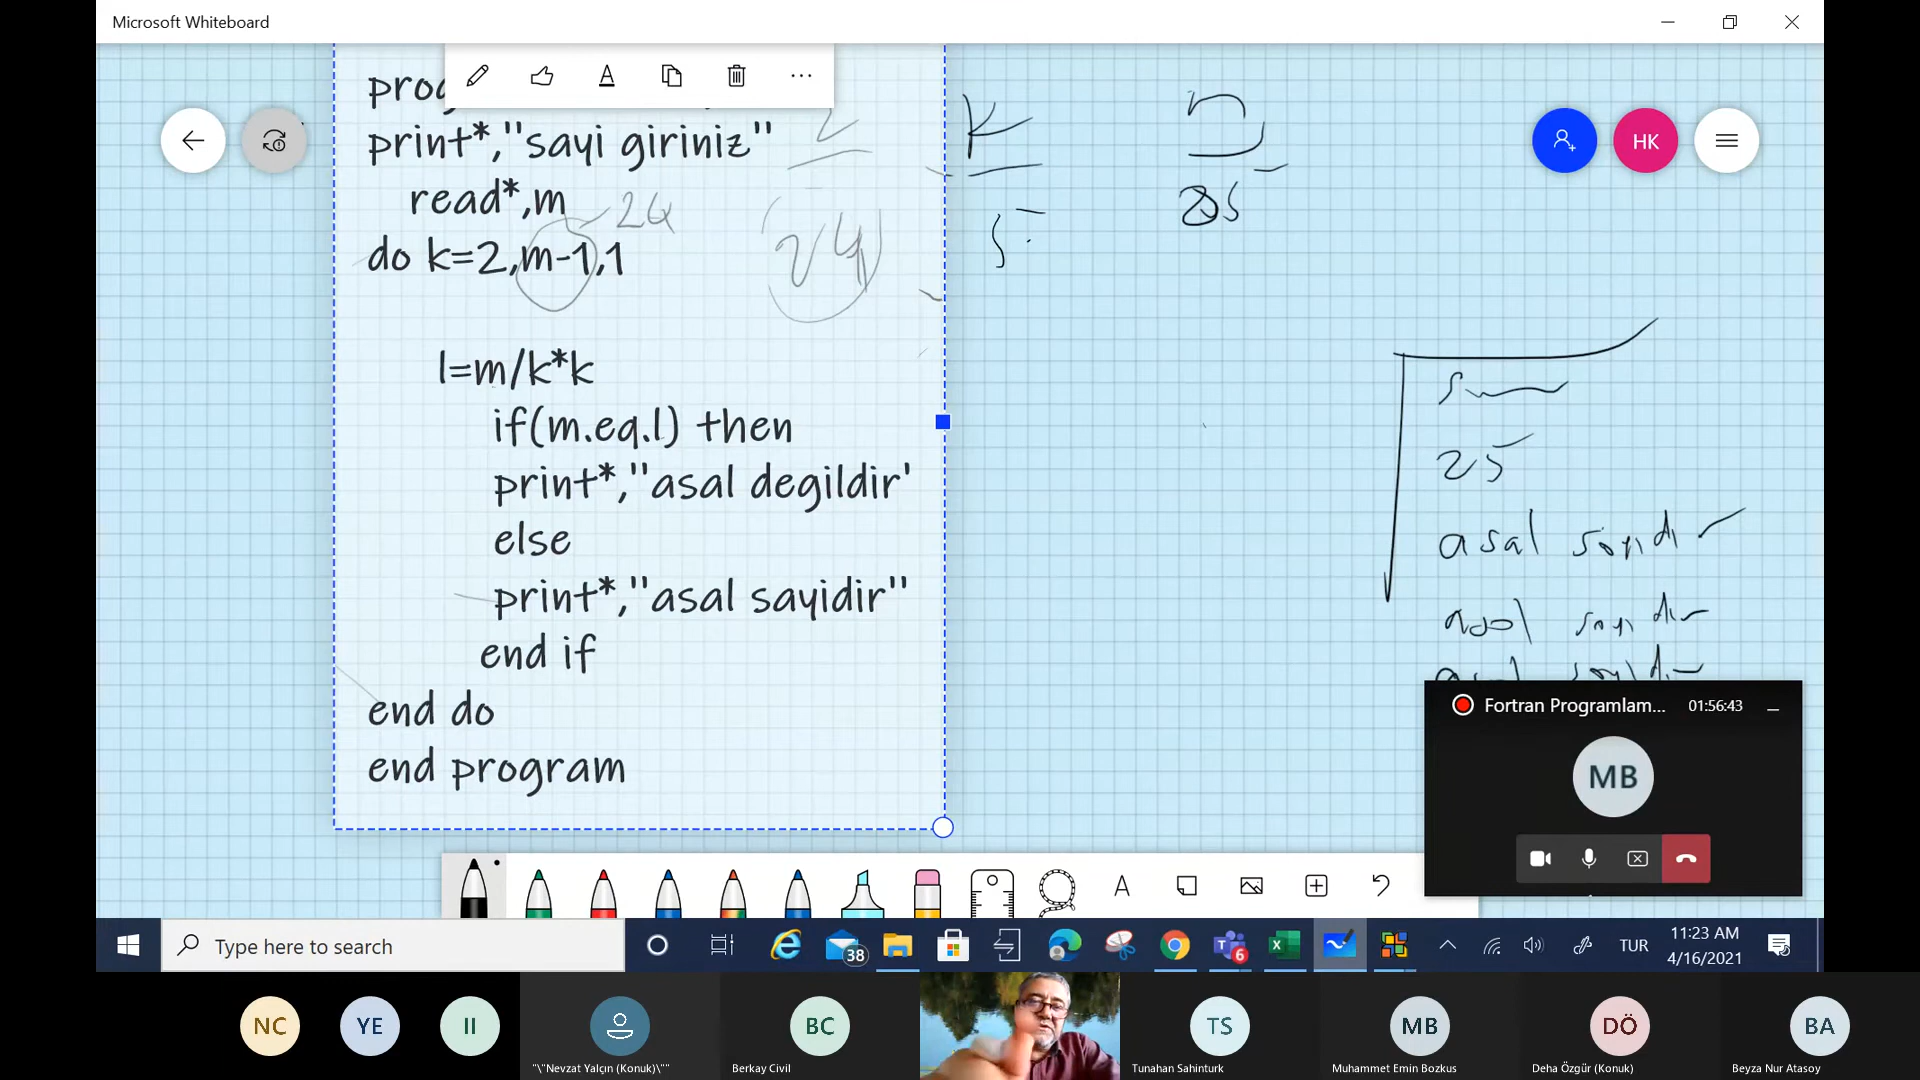 Microsoft Whiteboard
print*,"sayi giriniz"
read*,m
24
do k=2,m-1,1
24
k
5
25
l=m/k*k
if(m.eq.l) then
print*,"asal degildir'
else
print*,"asal sayidir"
end if
end do
end program
25
asal
HK
Fortran Programlam...
01:56:43
MB
A
Type here to search
38
6
TUR
11:23 AM
4/16/2021
NC
YE
II
"\"Nevzat Yalçın (Konuk)\""
BC
Berkay Civil
TS
Tunahan Sahinturk
MB
Muhammet Emin Bozkus
DÖ
Deha Özgür (Konuk)
BA
Beyza Nur Atasoy